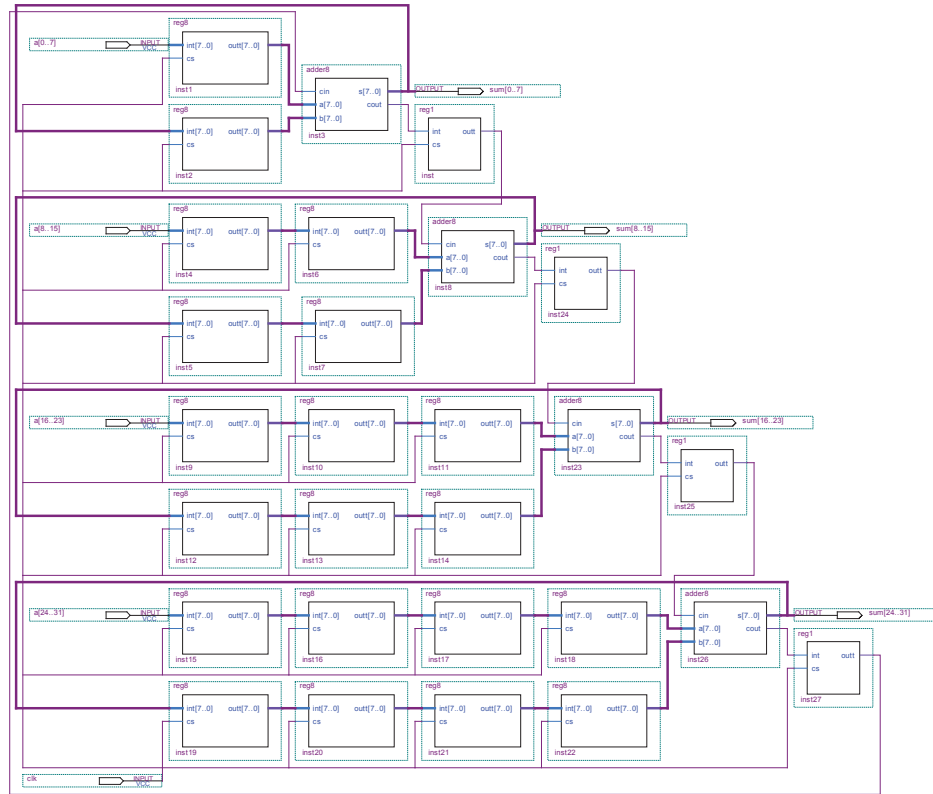 reg8
a[0..7] INPUT VCC int[7..0] outt[7..0]
cs
inst1
adder8
cin s[7..0] OUTPUT sum[0..7]
a[7..0] cout
b[7..0]
inst3
reg8
int[7..0] outt[7..0]
cs
inst2
reg1
int outt
cs
inst
reg8 reg8
a[8..15] INPUT VCC int[7..0] outt[7..0] int[7..0] outt[7..0]
cs cs
inst4 inst6
adder8
cin s[7..0] OUTPUT sum[8..15]
a[7..0] cout
b[7..0]
inst8
reg1
int outt
cs
inst24
reg8 reg8
int[7..0] outt[7..0] int[7..0] outt[7..0]
cs cs
inst5 inst7
reg8 reg8 reg8 adder8
a[16..23] INPUT VCC int[7..0] outt[7..0] int[7..0] outt[7..0] int[7..0] outt[7..0] cin s[7..0] OUTPUT sum[16..23]
cs cs cs a[7..0] cout
b[7..0]
inst9 inst10 inst11 inst23
reg1
int outt
cs
inst25
reg8 reg8 reg8
int[7..0] outt[7..0] int[7..0] outt[7..0] int[7..0] outt[7..0]
cs cs cs
inst12 inst13 inst14
reg8 reg8 reg8 reg8 adder8
a[24..31] INPUT VCC int[7..0] outt[7..0] int[7..0] outt[7..0] int[7..0] outt[7..0] int[7..0] outt[7..0] cin s[7..0] OUTPUT sum[24..31]
cs cs cs cs a[7..0] cout
b[7..0]
inst15 inst16 inst17 inst18 inst26
reg1
int outt
cs
inst27
reg8 reg8 reg8 reg8
int[7..0] outt[7..0] int[7..0] outt[7..0] int[7..0] outt[7..0] int[7..0] outt[7..0]
cs cs cs cs
inst19 inst20 inst21 inst22
clk INPUT VCC